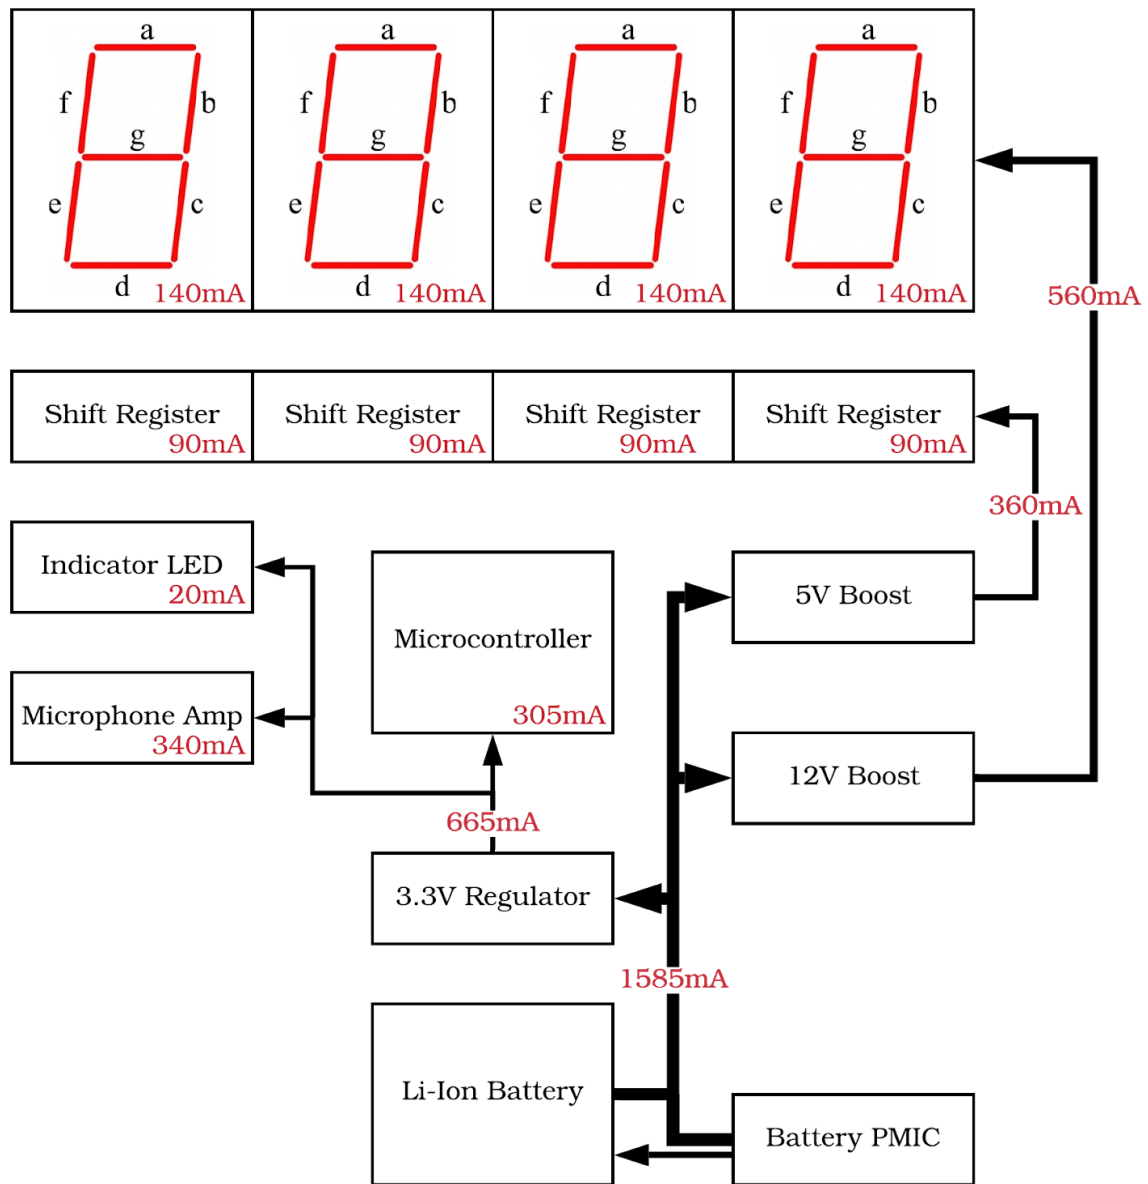 a a a a
f b f b f b f b
g g g g
e c e c e c e c
d 140mA d 140mA d 140mA d 140mA
560mA
Shift Register Shift Register Shift Register Shift Register
90mA 90mA 90mA 90mA
360mA
Indicator LED
20mA
Microcontroller
305mA
5V Boost
Microphone Amp
340mA
12V Boost
665mA
3.3V Regulator
1585mA
Li-Ion Battery
Battery PMIC